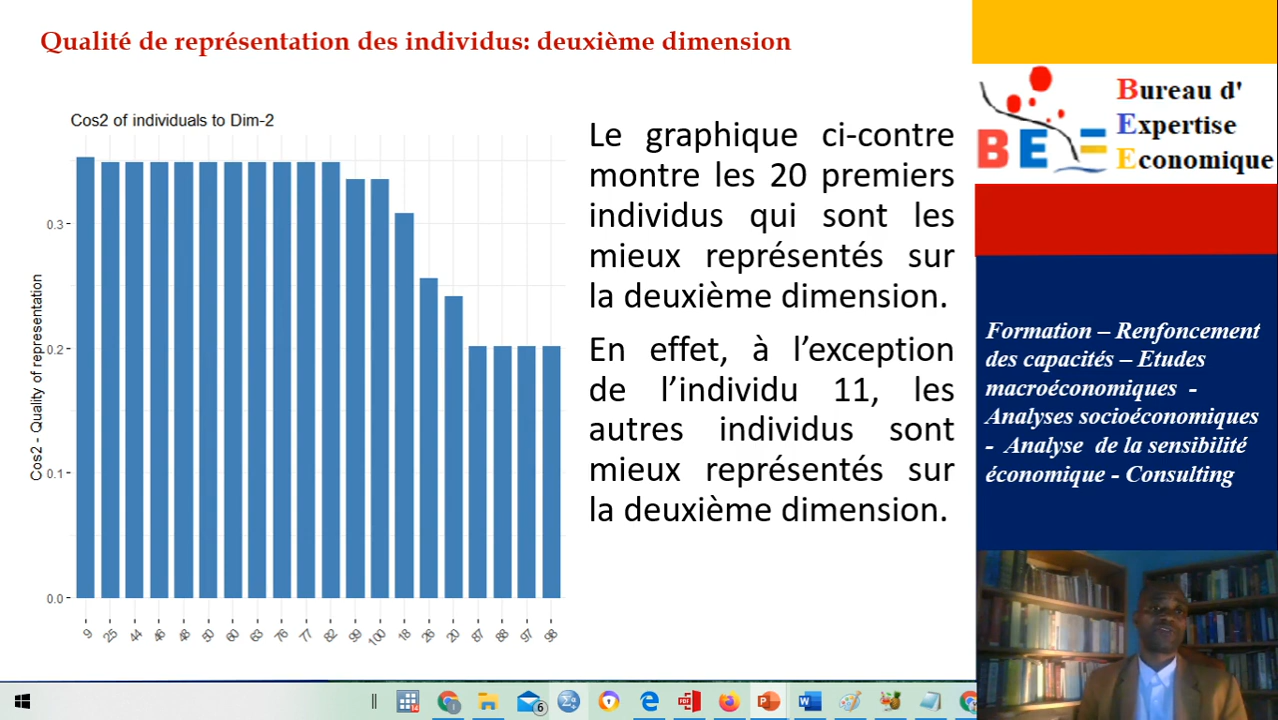 Qualité de représentation des individus: deuxième dimension
Cos2 of individuals to Dim-2
Cos2 - Quality of representation
0.3
0.2
0.1
0.0
9 25 44 46 48 50 60 63 76 77 82 99 100 18 26 20 87 88 97 98
Le graphique ci-contre
montre les 20 premiers
individus qui sont les
mieux représentés sur
la deuxième dimension.
En effet, à l’exception
de l’individu 11, les
autres individus sont
mieux représentés sur
la deuxième dimension.
BE
Bureau d'
Expertise
Economique
Formation – Renfoncement
des capacités – Etudes
macroéconomiques -
Analyses socioéconomiques
- Analyse de la sensibilité
économique - Consulting